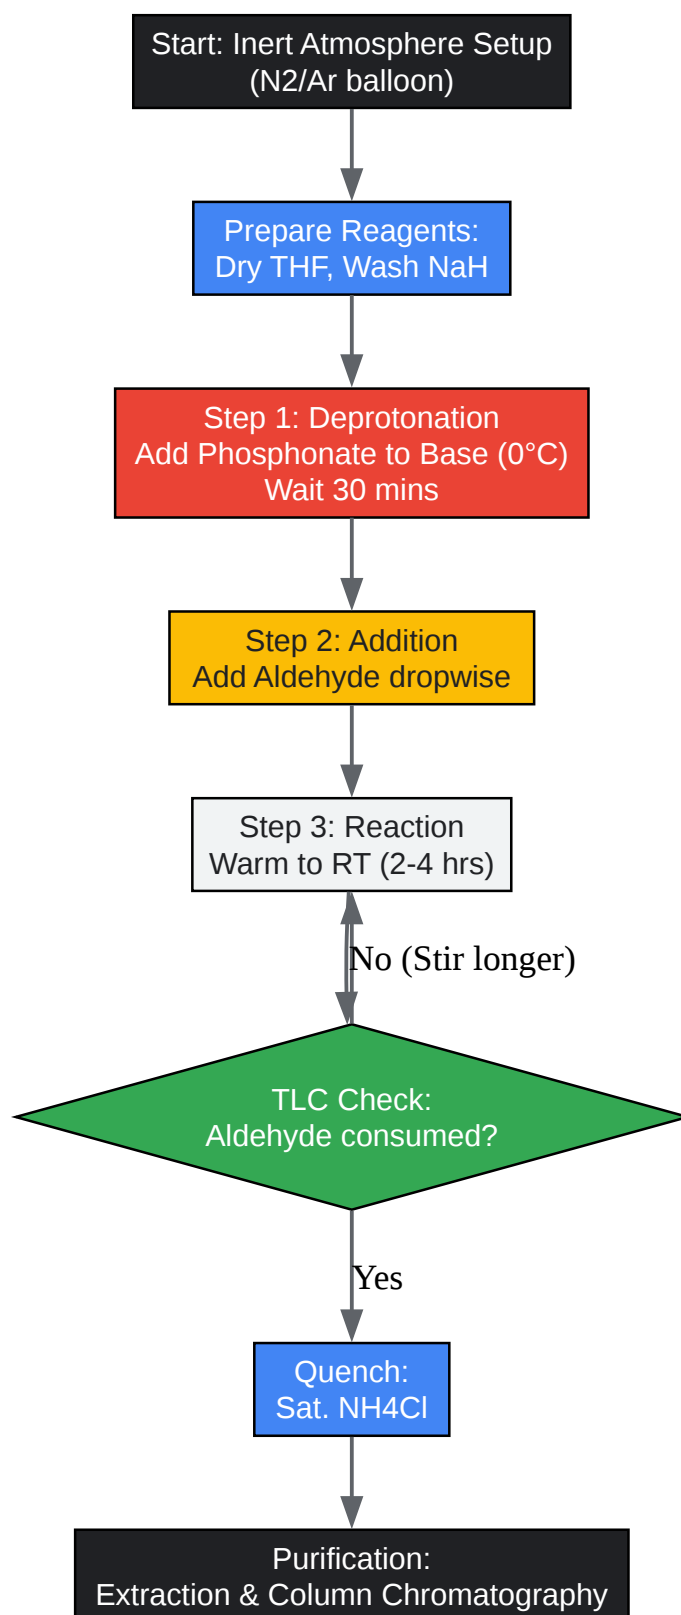 Start: Inert Atmosphere Setup
(N2/Ar balloon)
Prepare Reagents:
Dry THF, Wash NaH
Step 1: Deprotonation
Add Phosphonate to Base (0°C)
Wait 30 mins
Step 2: Addition
Add Aldehyde dropwise
Step 3: Reaction
Warm to RT (2-4 hrs)
No (Stir longer)
TLC Check:
Aldehyde consumed?
Yes
Quench:
Sat. NH4Cl
Purification:
Extraction & Column Chromatography